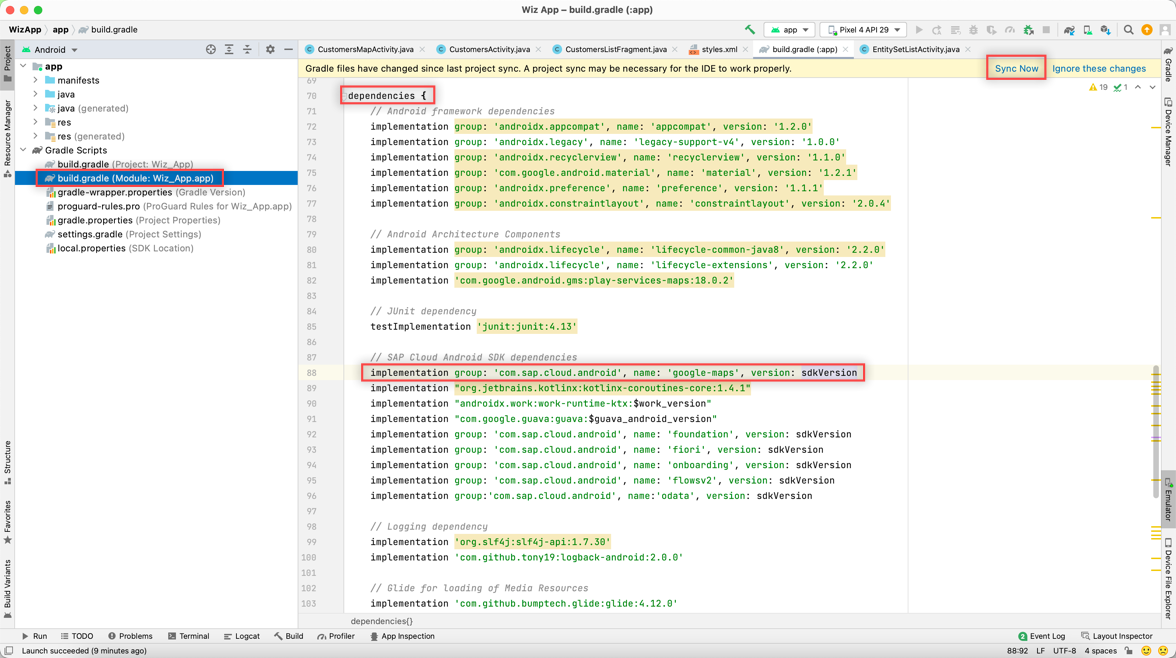 Wiz App – build.gradle (:app)
WizApp app build.gradle
app Pixel 4 API 29
Android
CustomersMapActivity.java CustomersActivity.java CustomersListFragment.java styles.xml build.gradle (:app) EntitySetListActivity.java
Gradle files have changed since last project sync. A project sync may be necessary for the IDE to work properly.
Sync Now Ignore these changes
19 1
Project
Resource Manager
Structure
Favorites
Build Variants
app
manifests
java
java (generated)
res
res (generated)
Gradle Scripts
build.gradle (Project: Wiz_App)
build.gradle (Module: Wiz_App.app)
gradle-wrapper.properties (Gradle Version)
proguard-rules.pro (ProGuard Rules for Wiz_App.app)
gradle.properties (Project Properties)
settings.gradle (Project Settings)
local.properties (SDK Location)
69
70 dependencies {
71 // Android framework dependencies
72 implementation group: 'androidx.appcompat', name: 'appcompat', version: '1.2.0'
73 implementation group: 'androidx.legacy', name: 'legacy-support-v4', version: '1.0.0'
74 implementation group: 'androidx.recyclerview', name: 'recyclerview', version: '1.1.0'
75 implementation group: 'com.google.android.material', name: 'material', version: '1.2.1'
76 implementation group: 'androidx.preference', name: 'preference', version: '1.1.1'
77 implementation group: 'androidx.constraintlayout', name: 'constraintlayout', version: '2.0.4'
78
79 // Android Architecture Components
80 implementation group: 'androidx.lifecycle', name: 'lifecycle-common-java8', version: '2.2.0'
81 implementation group: 'androidx.lifecycle', name: 'lifecycle-extensions', version: '2.2.0'
82 implementation 'com.google.android.gms:play-services-maps:18.0.2'
83
84 // JUnit dependency
85 testImplementation 'junit:junit:4.13'
86
87 // SAP Cloud Android SDK dependencies
88 implementation group: 'com.sap.cloud.android', name: 'google-maps', version: sdkVersion
89 implementation "org.jetbrains.kotlinx:kotlinx-coroutines-core:1.4.1"
90 implementation "androidx.work:work-runtime-ktx:$work_version"
91 implementation "com.google.guava:guava:$guava_android_version"
92 implementation group: 'com.sap.cloud.android', name: 'foundation', version: sdkVersion
93 implementation group: 'com.sap.cloud.android', name: 'fiori', version: sdkVersion
94 implementation group: 'com.sap.cloud.android', name: 'onboarding', version: sdkVersion
95 implementation group: 'com.sap.cloud.android', name: 'flowsv2', version: sdkVersion
96 implementation group:'com.sap.cloud.android', name:'odata', version: sdkVersion
97
98 // Logging dependency
99 implementation 'org.slf4j:slf4j-api:1.7.30'
100 implementation 'com.github.tony19:logback-android:2.0.0'
101
102 // Glide for loading of Media Resources
103 implementation 'com.github.bumptech.glide:glide:4.12.0'
dependencies{}
Gradle
Device Manager
Emulator
Device File Explorer
Run TODO Problems Terminal Logcat Build Profiler App Inspection 2 Event Log Layout Inspector
Launch succeeded (9 minutes ago) 88:92 LF UTF-8 4 spaces